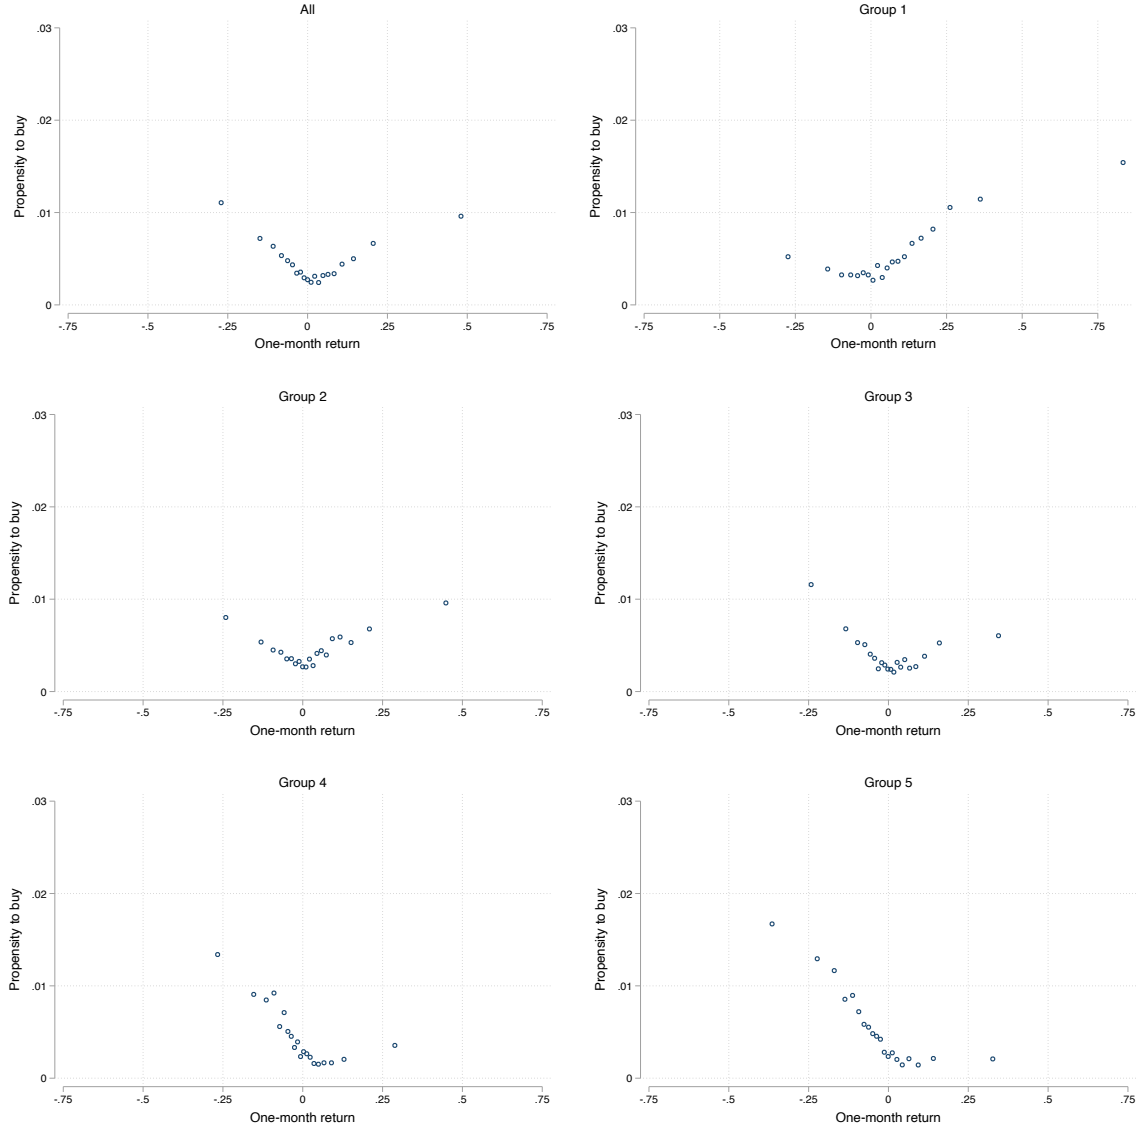 All
.03
.02
.01
0
Propensity to buy
-.75 -.5 -.25 0 .25 .5 .75
One-month return
Group 1
.03
.02
.01
0
Propensity to buy
-.75 -.5 -.25 0 .25 .5 .75
One-month return
Group 2
.03
.02
.01
0
Propensity to buy
-.75 -.5 -.25 0 .25 .5 .75
One-month return
Group 3
.03
.02
.01
0
Propensity to buy
-.75 -.5 -.25 0 .25 .5 .75
One-month return
Group 4
.03
.02
.01
0
Propensity to buy
-.75 -.5 -.25 0 .25 .5 .75
One-month return
Group 5
.03
.02
.01
0
Propensity to buy
-.75 -.5 -.25 0 .25 .5 .75
One-month return